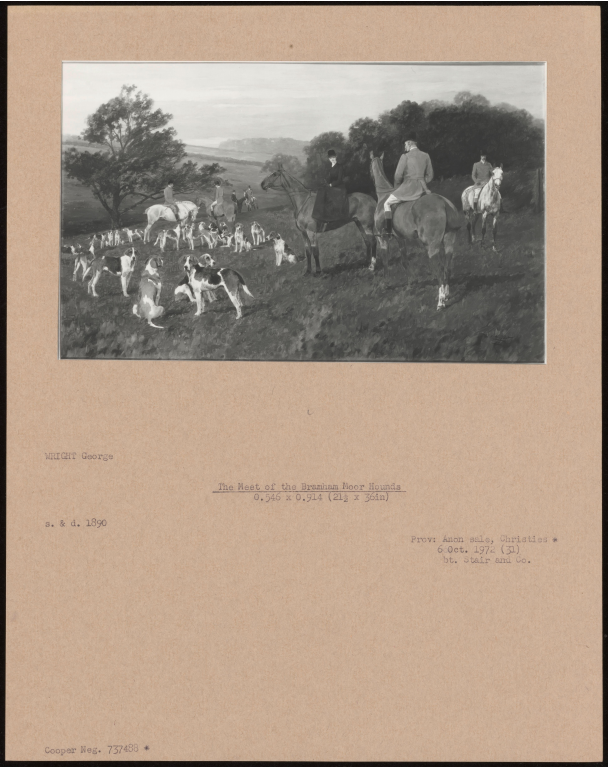 WRIGHT George
The Meet of the Bramham Moor Hounds
0.546 x 0.914 (21½ x 36in)
s. & d. 1890
Prov: Anon sale, Christies *
6 Oct. 1972 (31)
bt. Stair and Co.
Cooper Neg. 737488 *